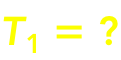 T₁ = ?